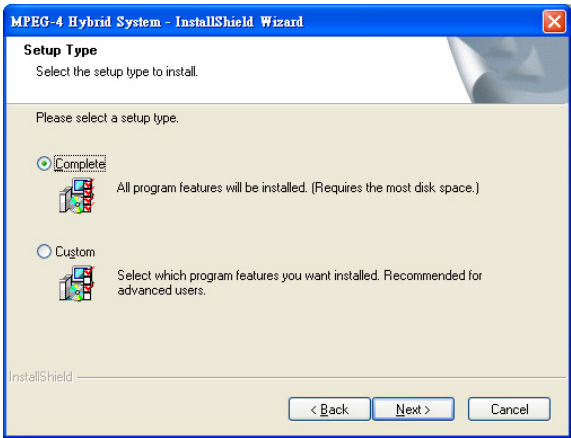 MPEG-4 Hybrid System - InstallShield Wizard
Setup Type
Select the setup type to install.
Please select a setup type.
Complete
All program features will be installed. (Requires the most disk space.)
Custom
Select which program features you want installed. Recommended for
advanced users.
InstallShield
< Back
Next >
Cancel